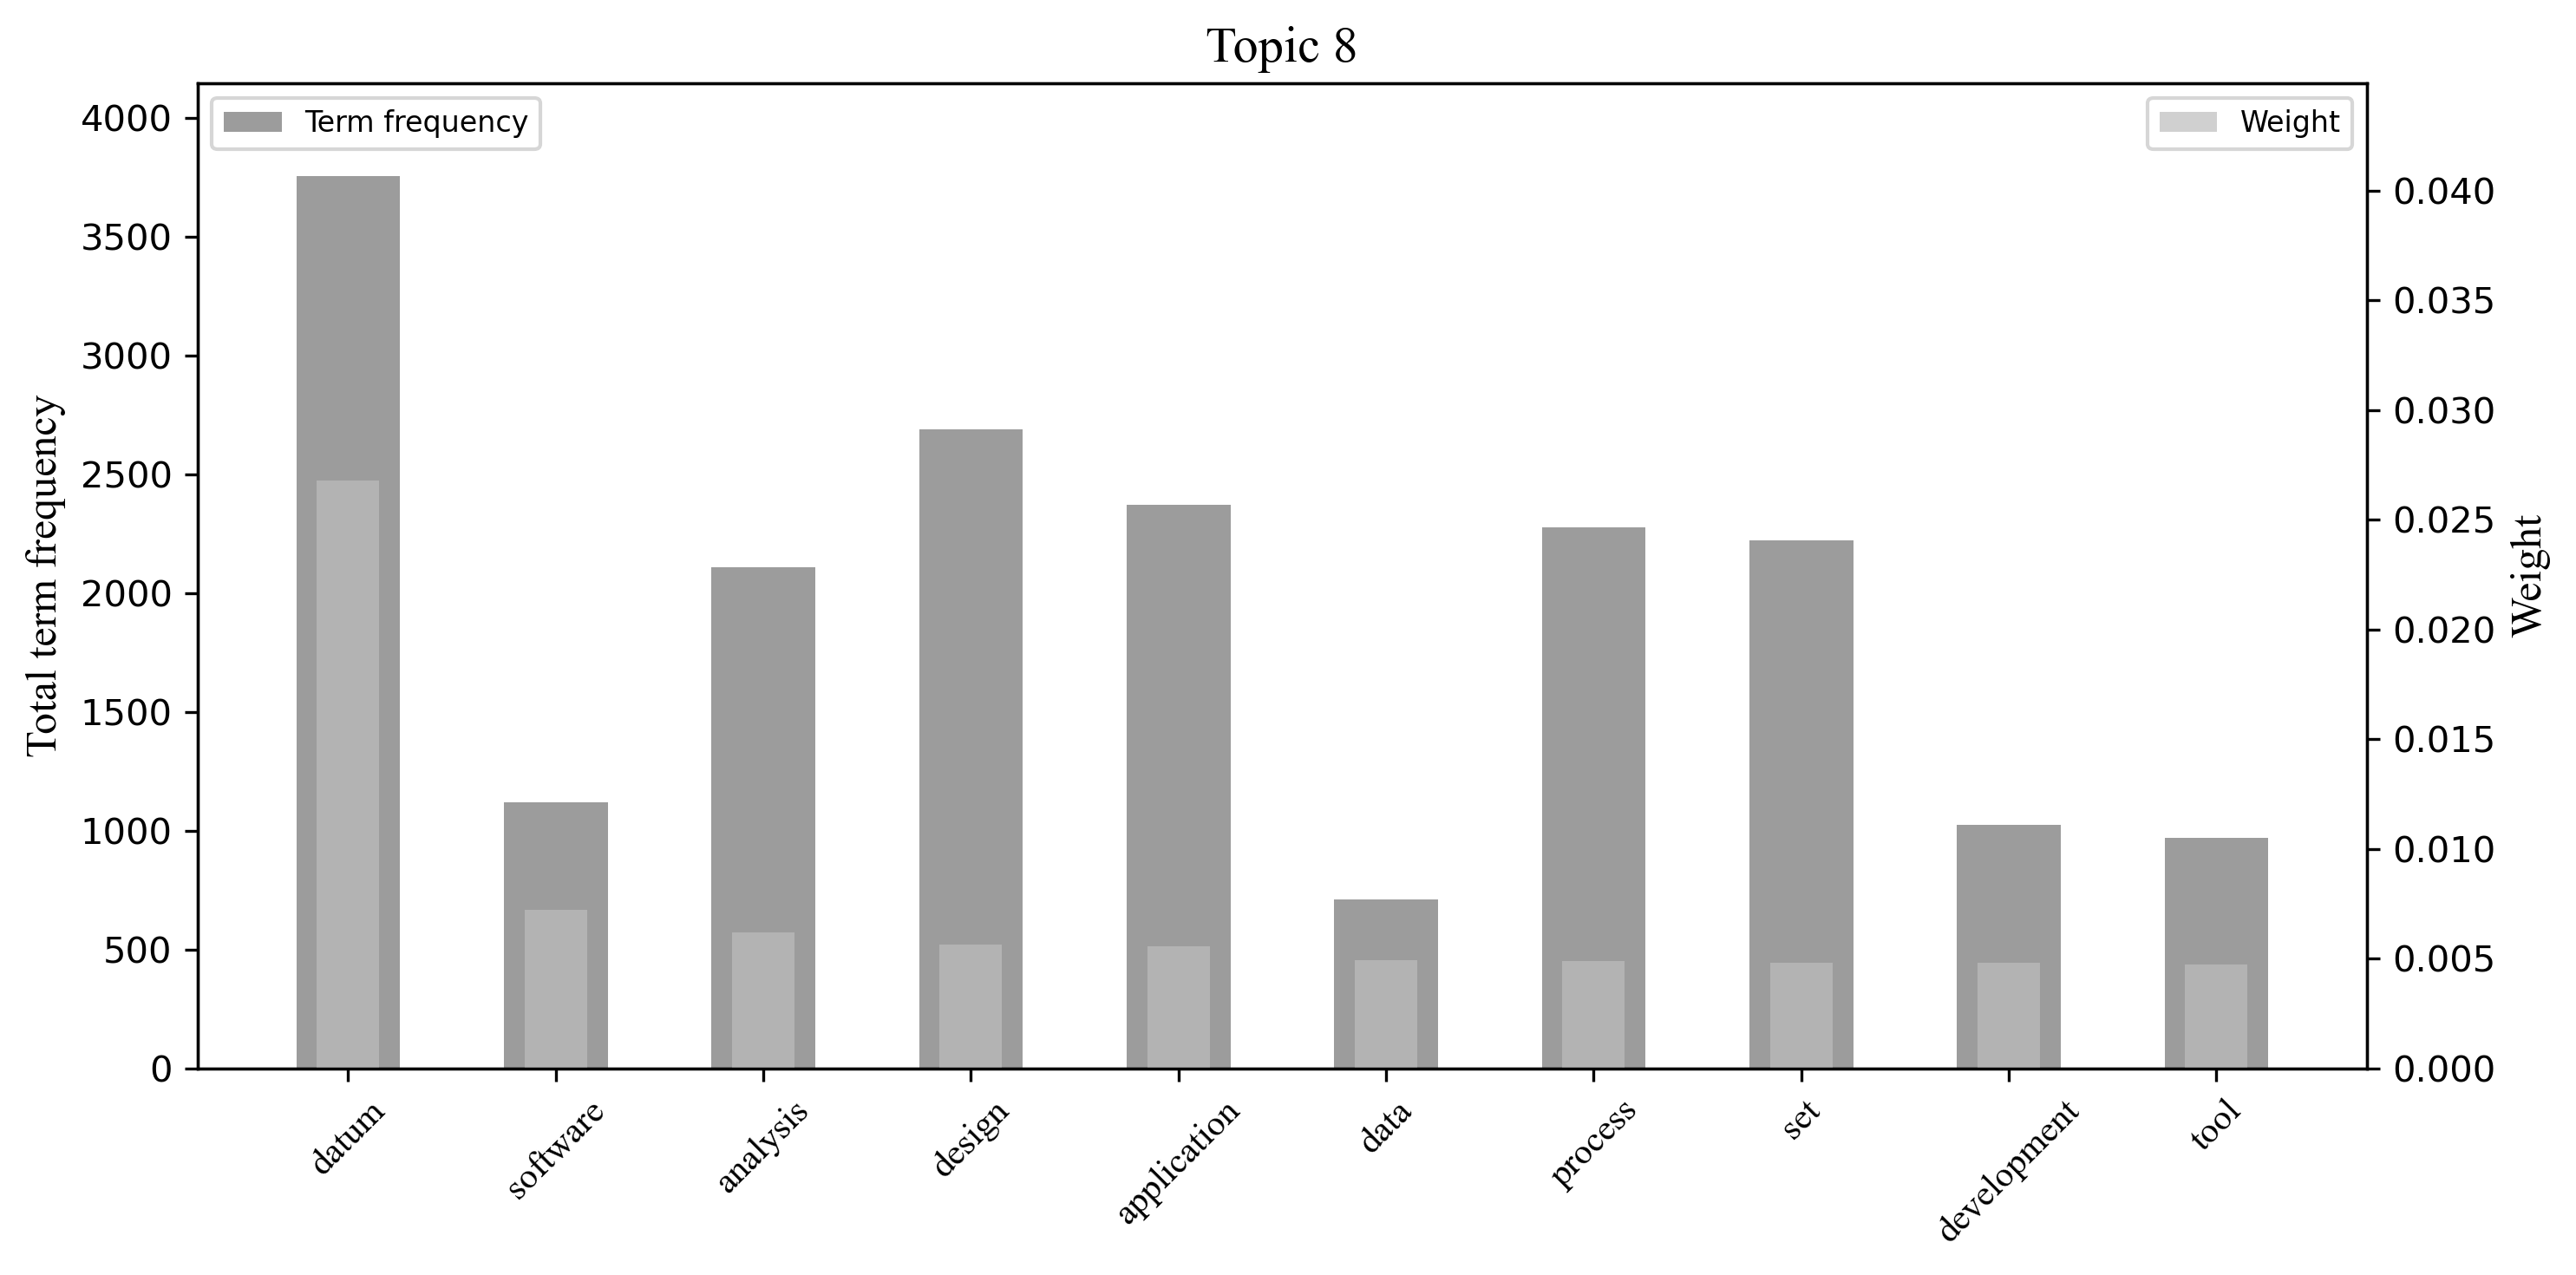 Topic 8
Term frequency
Weight
4000
3500
3000
2500
2000
1500
1000
500
0
Total term frequency
0.040
0.035
0.030
0.025
0.020
0.015
0.010
0.005
0.000
Weight
datum
software
analysis
design
application
data
process
set
development
tool